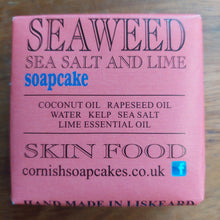 SEAWEED
SEA SALT AND LIME
soapcake
COCONUT OIL RAPESEED OIL
WATER KELP SEA SALT
LIME ESSENTIAL OIL
SKIN FOOD
cornishsoapcakes.co.uk f
HAND MADE IN LISKEARD